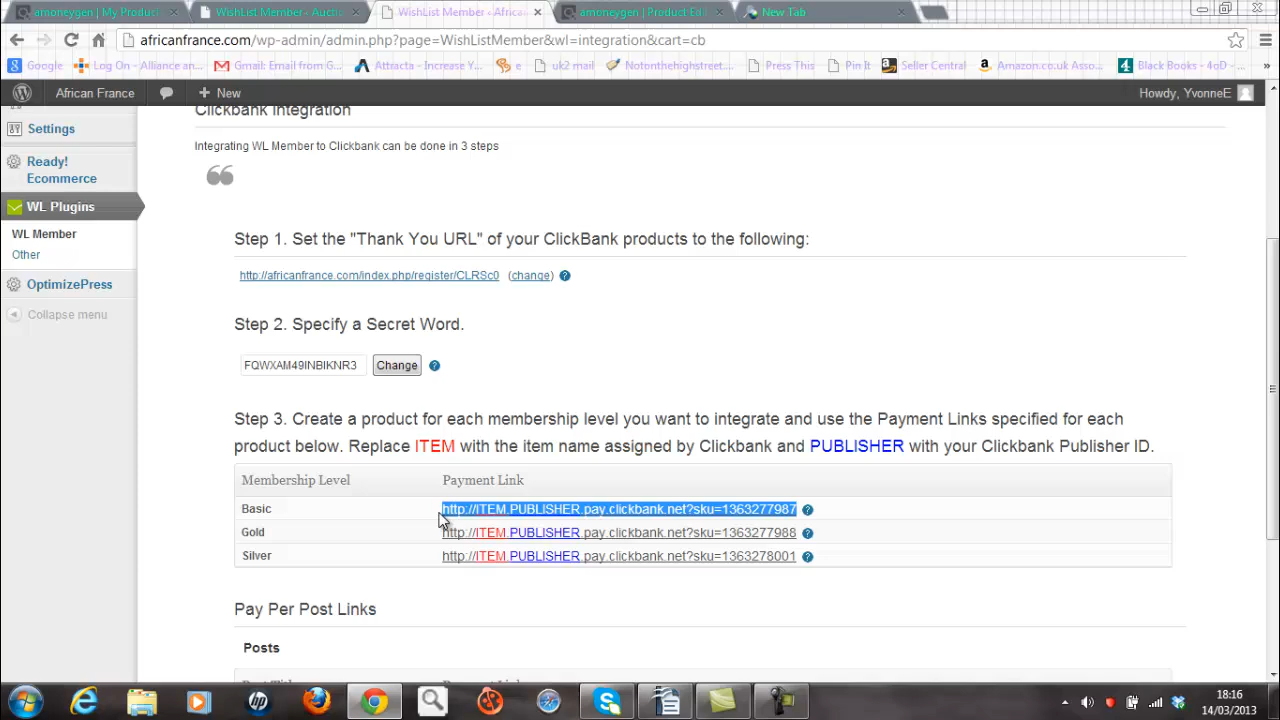 amoneygen | My Produc
WishList Member - Aucti
WishList Member - Africa
amoneygen | Product Edi
New Tab
africanfrance.com/wp-admin/admin.php?page=WishListMember&wl=integration&cart=cb
Google
Log On - Alliance an...
Gmail: Email from G...
Attracta - Increase Y...
e
uk2 mail
Notonthehighstreet....
Press This
Pin It
Seller Central
Amazon.co.uk Asso...
Black Books - 4oD - ...
»
African France
New
Howdy, YvonneE
Settings
Ready!
Ecommerce
WL Plugins
WL Member
Other
OptimizePress
Collapse menu
Clickbank Integration
Integrating WL Member to Clickbank can be done in 3 steps
Step 1. Set the "Thank You URL" of your ClickBank products to the following:
http://africanfrance.com/index.php/register/CLRSc0 (change)
Step 2. Specify a Secret Word.
FQWXAM49INBIKNR3 Change
Step 3. Create a product for each membership level you want to integrate and use the Payment Links specified for each
product below. Replace ITEM with the item name assigned by Clickbank and PUBLISHER with your Clickbank Publisher ID.
Membership Level Payment Link
Basic http://ITEM.PUBLISHER.pay.clickbank.net?sku=1363277987
Gold http://ITEM.PUBLISHER.pay.clickbank.net?sku=1363277988
Silver http://ITEM.PUBLISHER.pay.clickbank.net?sku=1363278001
Pay Per Post Links
Posts
18:16
14/03/2013